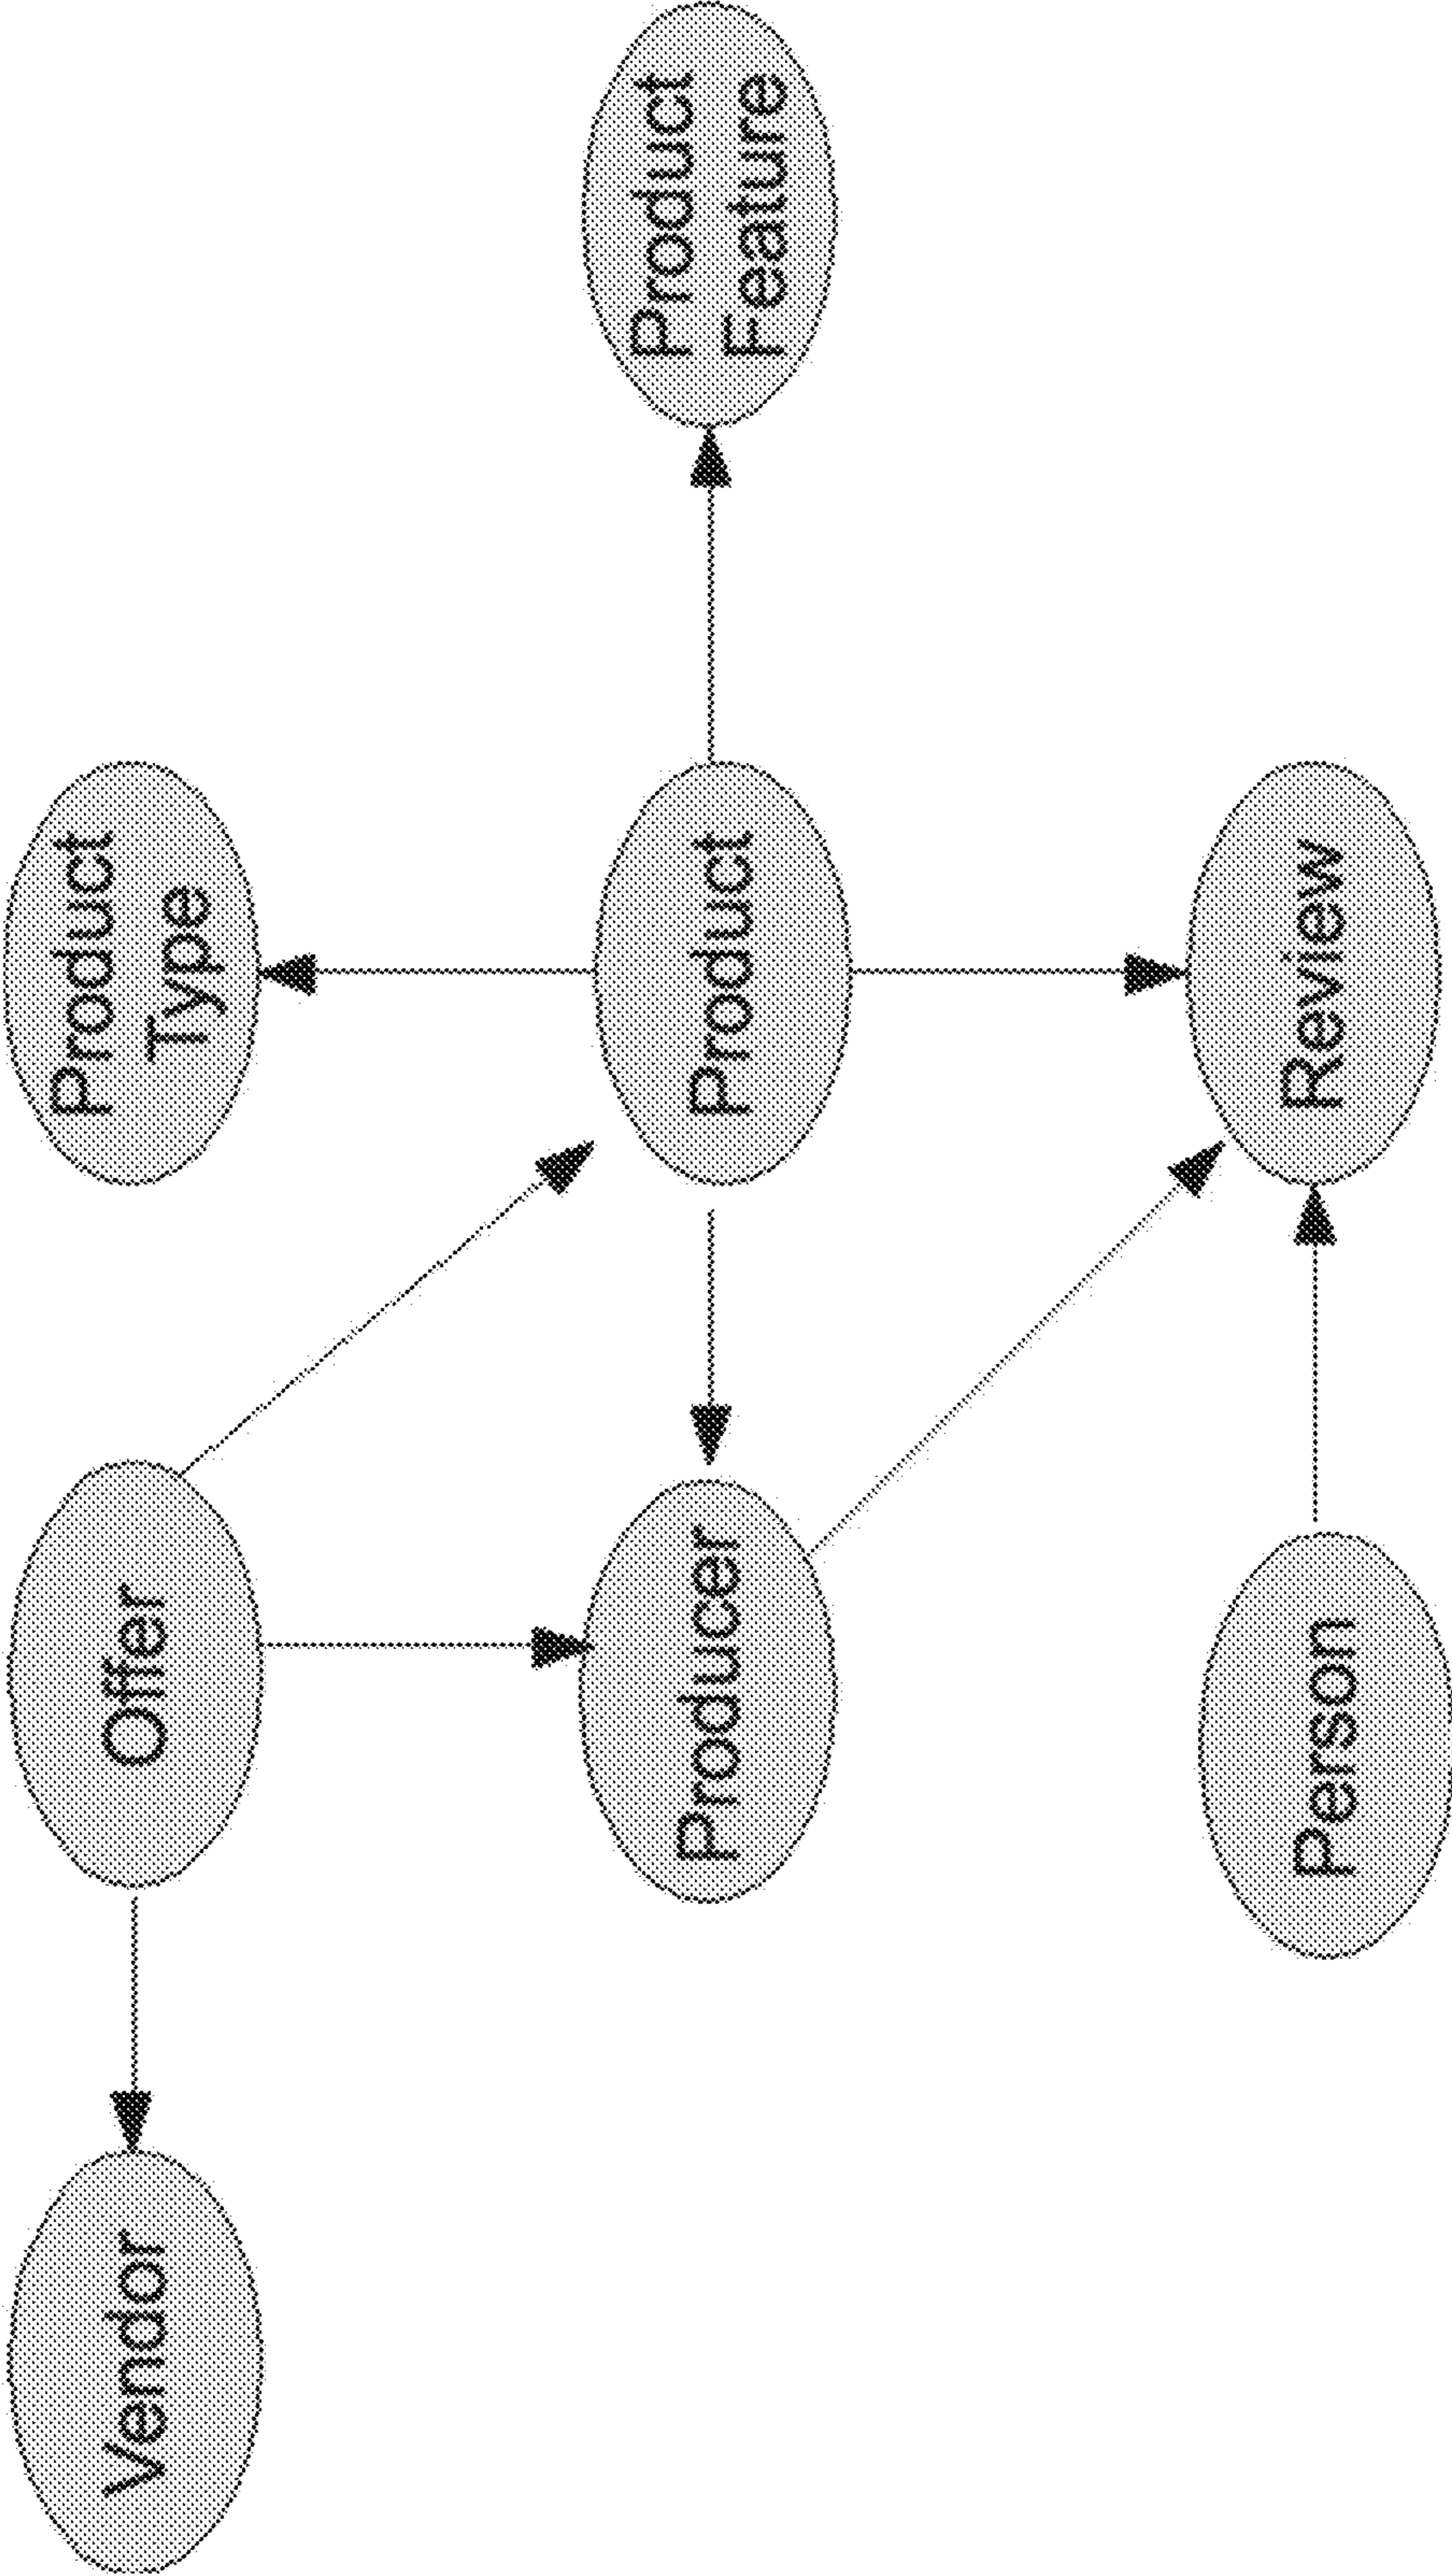 Vendor
Offer
Product
Type
Producer
Product
Product
Feature
Person
Review